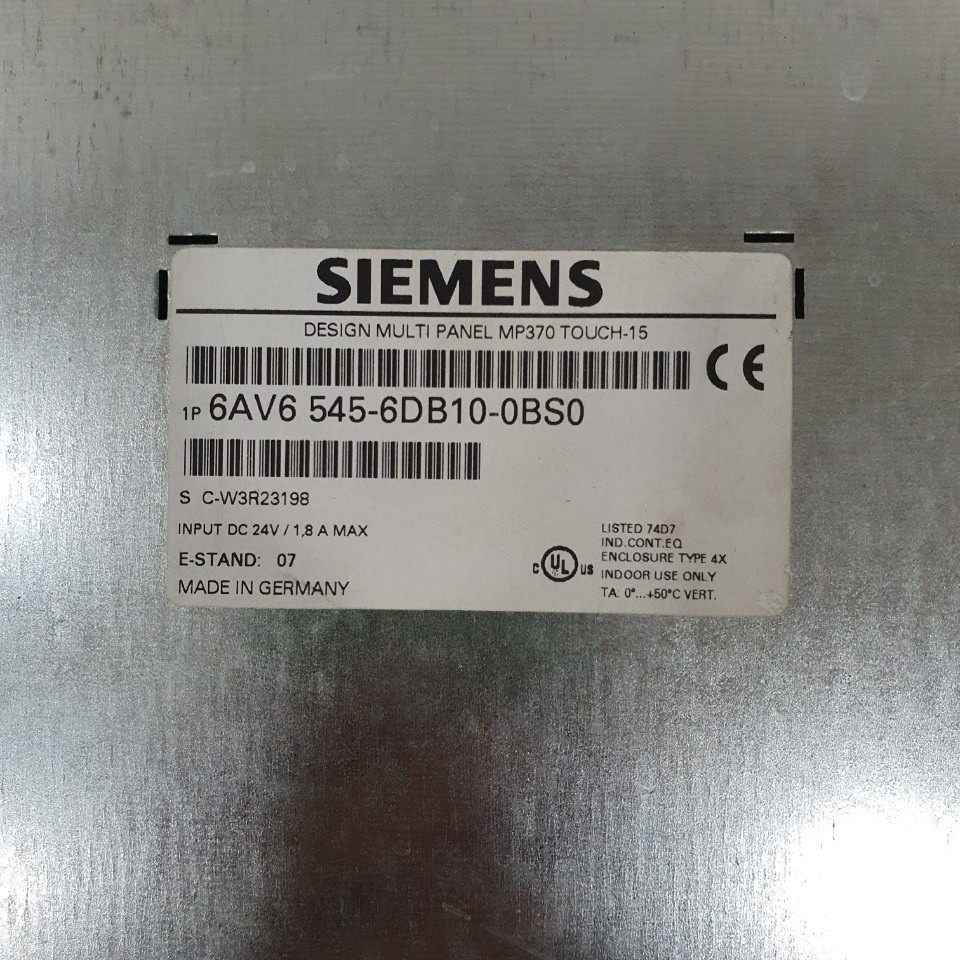 SIEMENS
DESIGN MULTI PANEL MP370 TOUCH-15
CE
1P 6AV6 545-6DB10-0BS0
S C-W3R23198
INPUT DC 24V / 1,8 A MAX
E-STAND: 07
MADE IN GERMANY
C UL US
LISTED 74D7
IND.CONT.EQ
ENCLOSURE TYPE 4X
INDOOR USE ONLY
TA: 0°...+50°C VERT.